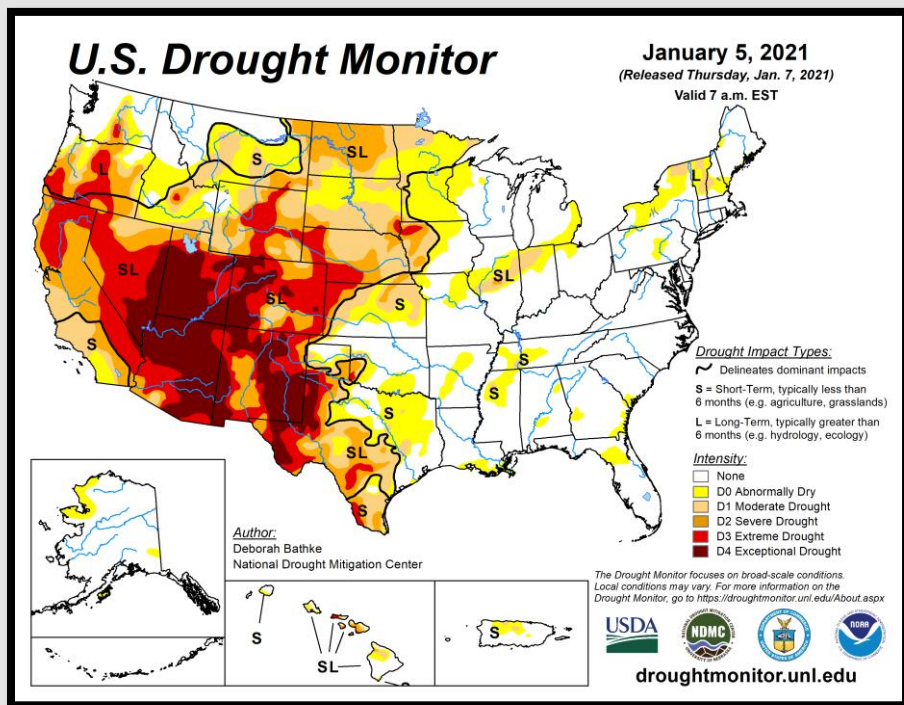 U.S. Drought Monitor
January 5, 2021
(Released Thursday, Jan. 7, 2021)
Valid 7 a.m. EST
S
SL
L
L
SL
SL
S
SL
S
S
S
S
S
SL
S
Drought Impact Types:
Delineates dominant impacts
S = Short-Term, typically less than
6 months (e.g. agriculture, grasslands)
L = Long-Term, typically greater than
6 months (e.g. hydrology, ecology)
Intensity:
None
D0 Abnormally Dry
D1 Moderate Drought
D2 Severe Drought
D3 Extreme Drought
D4 Exceptional Drought
Author:
Deborah Bathke
National Drought Mitigation Center
S
SL
S
S
The Drought Monitor focuses on broad-scale conditions.
Local conditions may vary. For more information on the
Drought Monitor, go to https://droughtmonitor.unl.edu/About.aspx
USDA
NDMC
NOAA
droughtmonitor.unl.edu